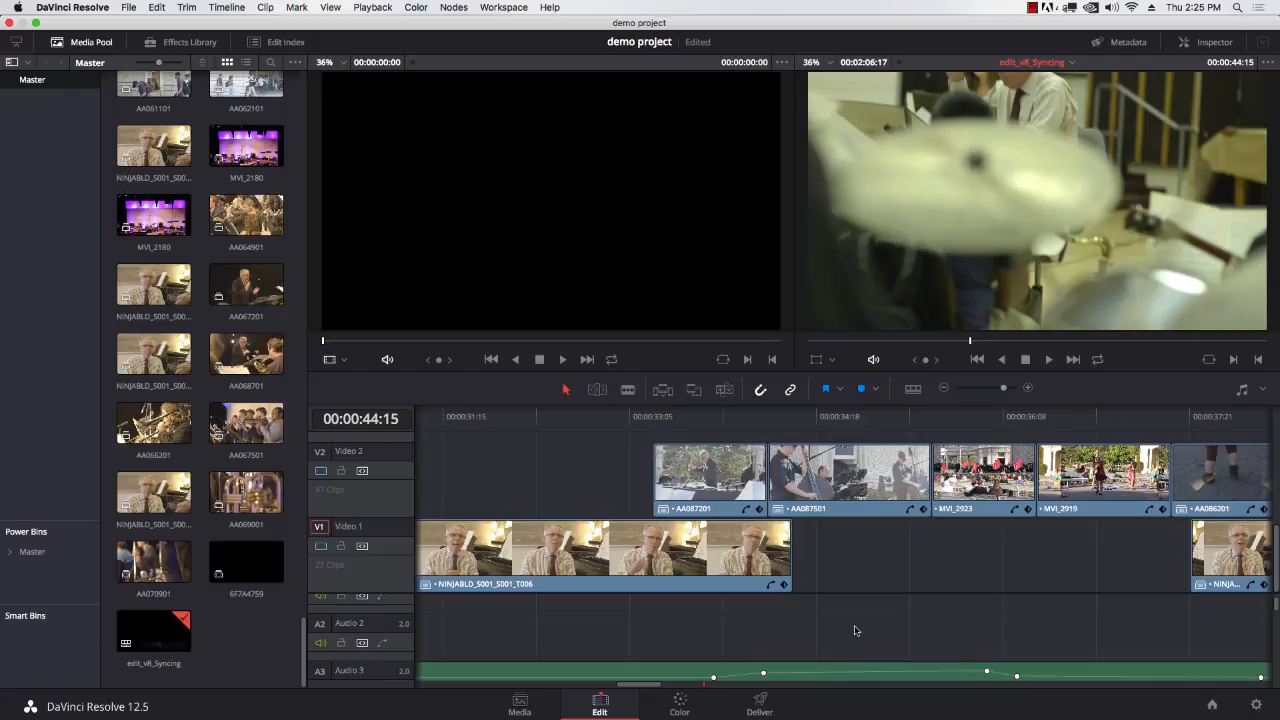 DaVinci Resolve File Edit Trim Timeline Clip Mark View Playback Color Nodes Workspace Help
Thu 2:25 PM
demo project
Media Pool Effects Library Edit Index
demo project Edited
Metadata Inspector
Master
36% 00:00:00:00 00:00:00:00
36% 00:02:06:17 edit_v8_Syncing 00:00:44:15
Master
AA051101 AA062101
NINJABLD_S001_S00... MVI_2180
MVI_2180 AA064901
NINJABLD_S001_S00... AA067201
NINJABLD_S001_S00... AA068701
AA066201 AA067501
NINJABLD_S001_S00... AA069001
AA070901 6F7A4759
edit_v8_Syncing
Power Bins
Master
Smart Bins
00:00:44:15
00:00:31:15 00:00:33:05 00:00:34:18 00:00:36:08 00:00:37:21
V2 Video 2
67 Clips
• AA087201 • AA087501 • MVI_2923 • MVI_2919 • AA086201
V1 Video 1
27 Clips
• NINJABLD_S001_S001_T006 • NINJA...
A2 Audio 2 2.0
A3 Audio 3 2.0
DaVinci Resolve 12.5
Media Edit Color Deliver